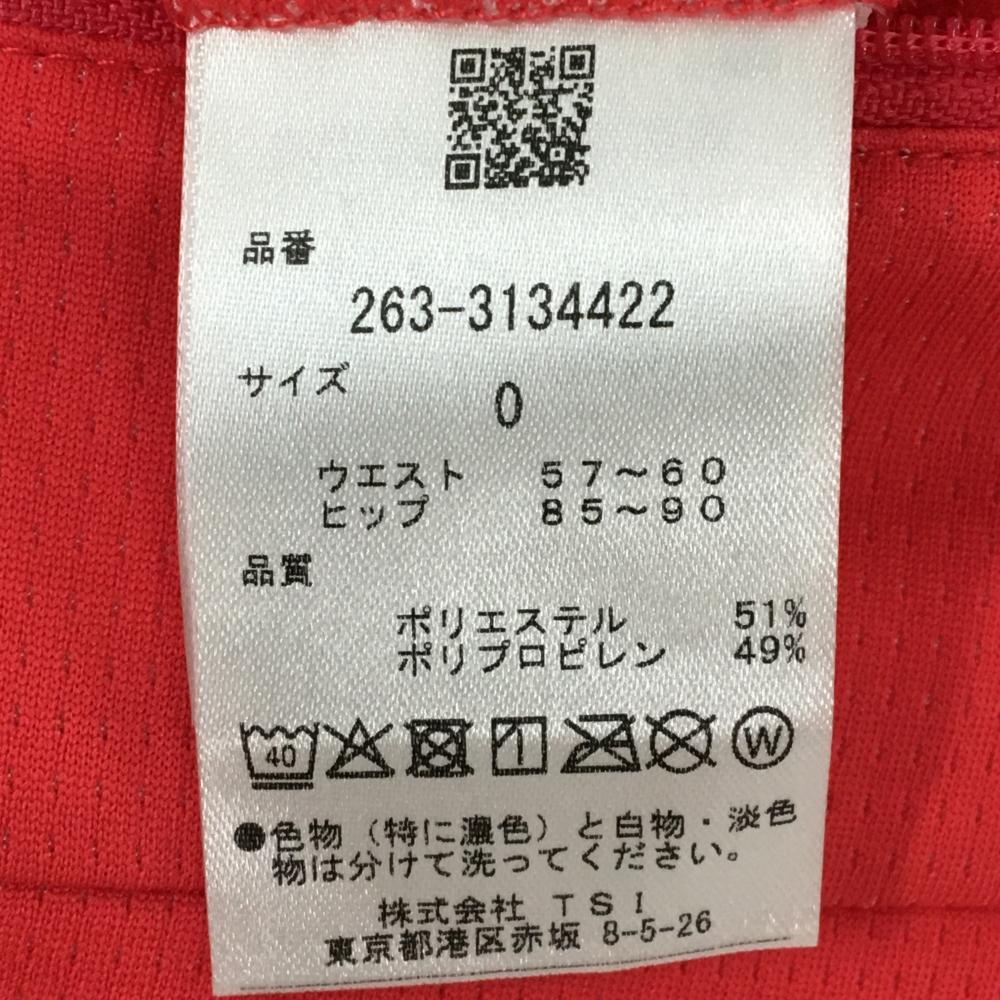 品番
263-3134422
サイズ
0
ウエスト 57～60
ヒップ 85～90
品質
ポリエステル 51%
ポリプロピレン 49%
40 W
●色物（特に濃色）と白物・淡色
物は分けて洗ってください。
株式会社 TSI
東京都港区赤坂 8-5-26